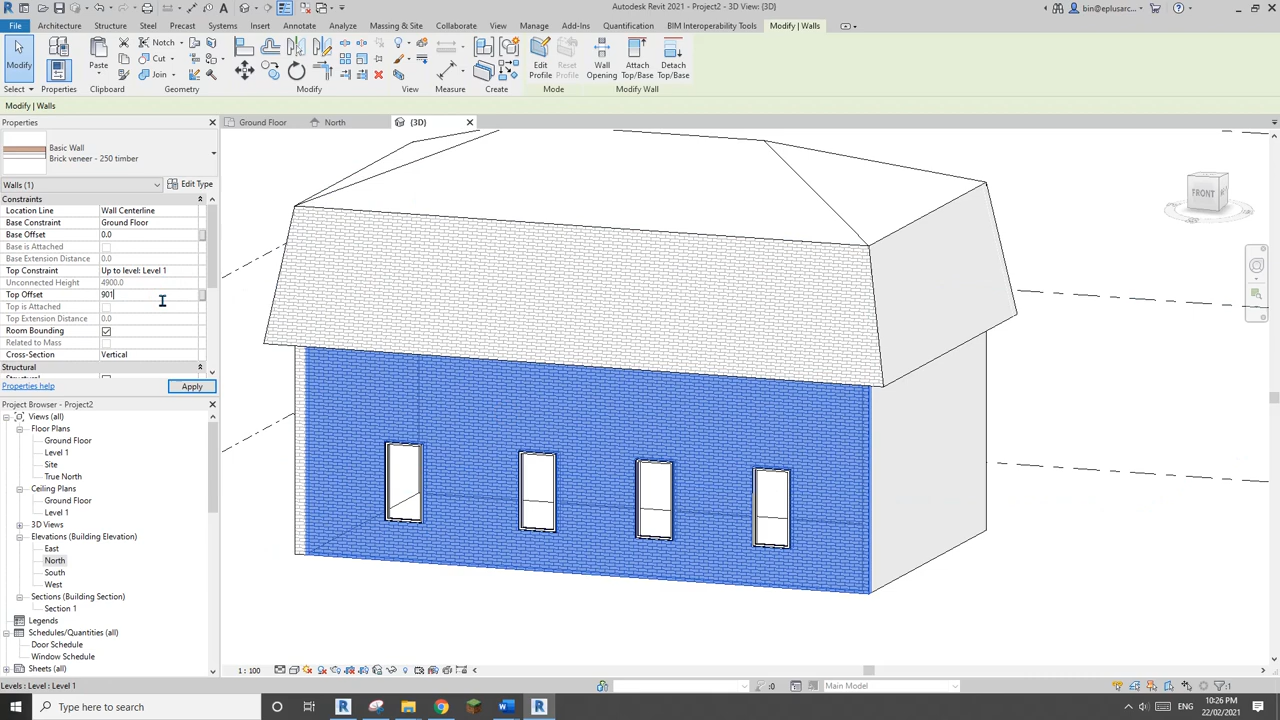 Autodesk Revit 2021 - Project2 - 3D View: {3D}
bin@eplusarc...
File Architecture Structure Steel Precast Systems Insert Annotate Analyze Massing & Site Collaborate View Manage Add-Ins Quantification BIM Interoperability Tools Modify | Walls
Modify
Properties
Paste
Notch
Cut
Join
Edit Profile
Reset Profile
Wall Opening
Attach Top/Base
Detach Top/Base
Select Properties Clipboard Geometry Modify View Measure Create Mode Modify Wall
Modify | Walls
Properties
Ground Floor North {3D}
Basic Wall
Brick veneer - 250 timber
Walls (1) Edit Type
Constraints
Location Line Wall Centerline
Base Constraint Ground Floor
Base Offset 0.0
Base is Attached
Base Extension Distance 0.0
Top Constraint Up to level: Level 1
Unconnected Height 4900.0
Top Offset 901
Top is Attached
Top Extension Distance 0.0
Room Bounding
Related to Mass
Cross-Section Vertical
Structural
Properties help Apply
Project Browser - Project2
Views (all)
Floor Plans
Ground Floor
Level 1
Site
True North
Ceiling Plans
Ground Floor
Level 1
3D Views
Elevations (Building Elevation)
East
North
South
West
Sections (Building Section)
Section 1
Legends
Schedules/Quantities (all)
Door Schedule
Window Schedule
Sheets (all)
FRONT
1 : 100
Levels : Level : Level 1
:0
Main Model
:1
Type here to search
ENG
10:26 PM
22/02/2021